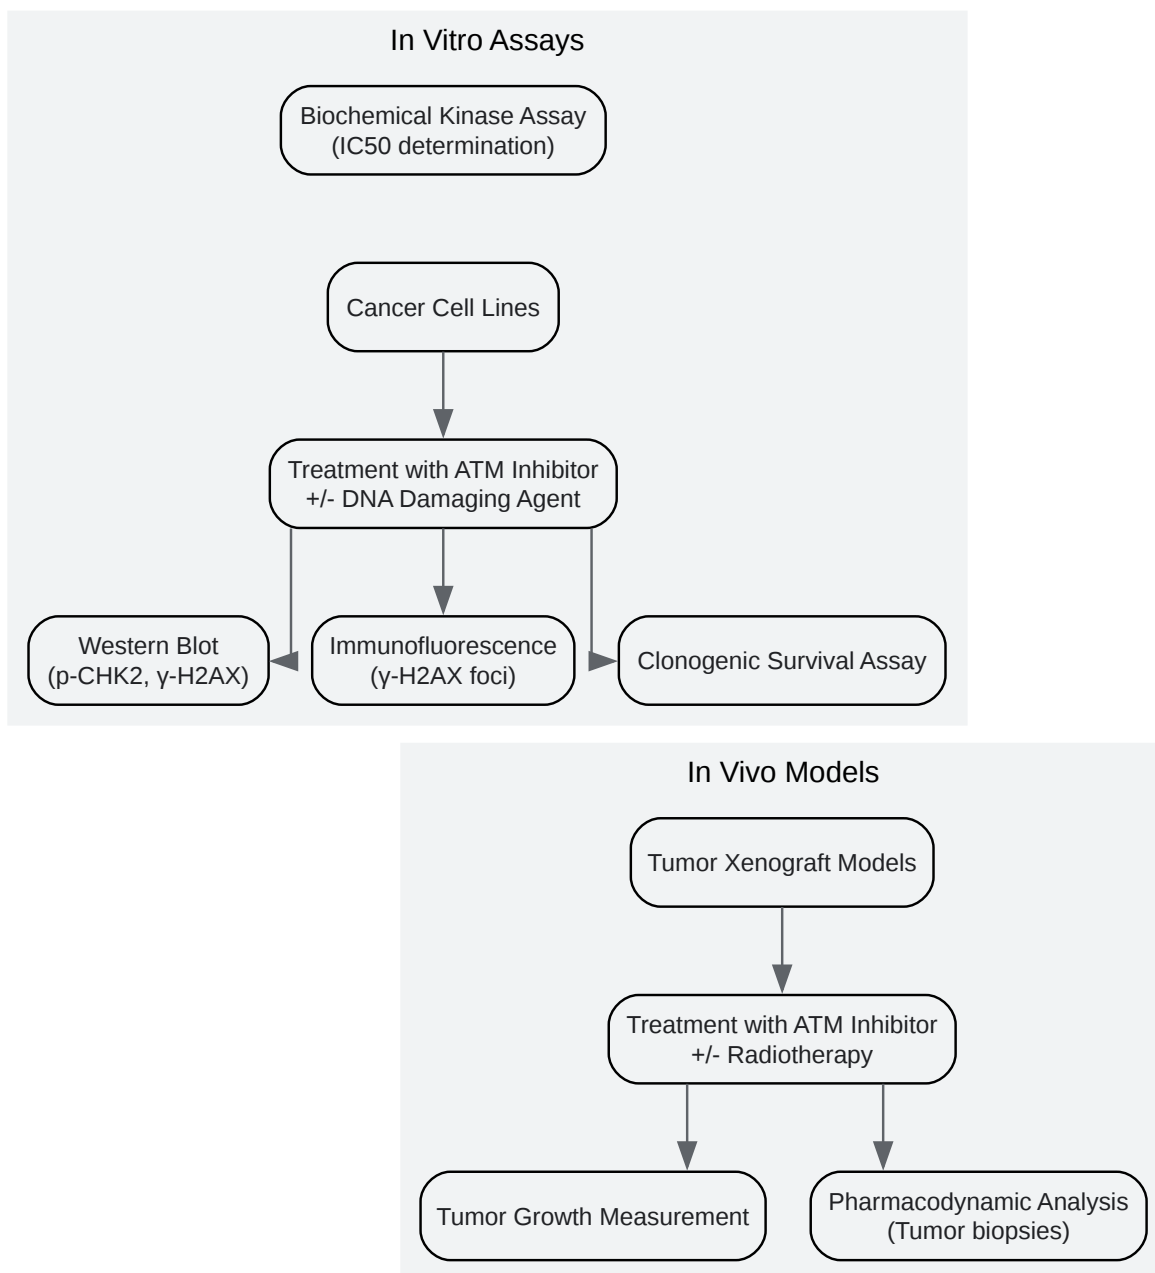 In Vitro Assays
Biochemical Kinase Assay
(IC50 determination)
Cancer Cell Lines
Treatment with ATM Inhibitor
+/- DNA Damaging Agent
Western Blot
(p-CHK2, γ-H2AX)
Immunofluorescence
(γ-H2AX foci)
Clonogenic Survival Assay
In Vivo Models
Tumor Xenograft Models
Treatment with ATM Inhibitor
+/- Radiotherapy
Tumor Growth Measurement
Pharmacodynamic Analysis
(Tumor biopsies)